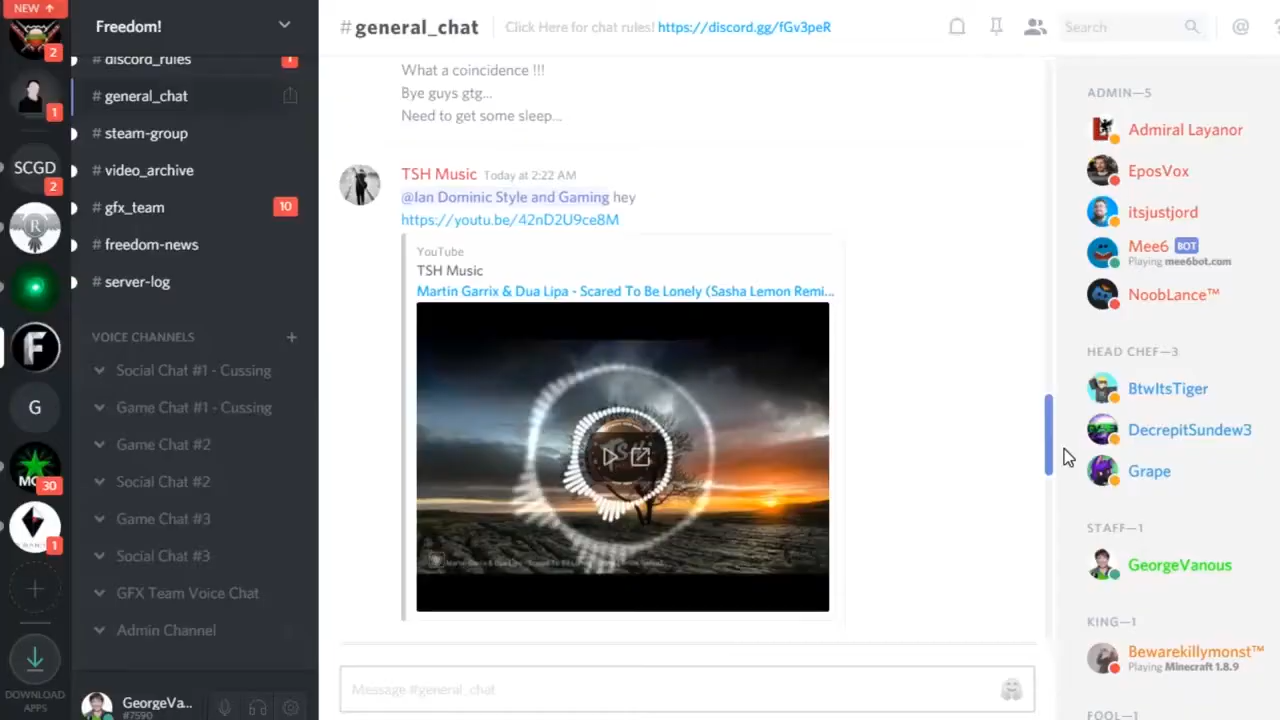 NEW ↑
2
1
SCGD
2
R
F
G
30
1
+
DOWNLOAD
APPS
Freedom!
# discord_rules
# general_chat
# steam-group
# video_archive
# gfx_team 10
# freedom-news
# server-log
VOICE CHANNELS +
Social Chat #1 - Cussing
Game Chat #1 - Cussing
Game Chat #2
Social Chat #2
Game Chat #3
Social Chat #3
GFX Team Voice Chat
Admin Channel
GeorgeVa...
#7590
#general_chat Click Here for chat rules! https://discord.gg/fGv3peR
Search @ ?
What a coincidence !!!
Bye guys gtg...
Need to get some sleep...
TSH Music Today at 2:22 AM
@Ian Dominic Style and Gaming hey
https://youtu.be/42nD2U9ce8M
YouTube
TSH Music
Martin Garrix & Dua Lipa - Scared To Be Lonely (Sasha Lemon Remi...
Message #general_chat
ADMIN—5
Admiral Layanor
EposVox
itsjustjord
Mee6 BOT
Playing mee6bot.com
NoobLance™
HEAD CHEF—3
BtwItsTiger
DecrepitSundew3
Grape
STAFF—1
GeorgeVanous
KING—1
Bewarekillymonst™
Playing Minecraft 1.8.9
FOOL—1